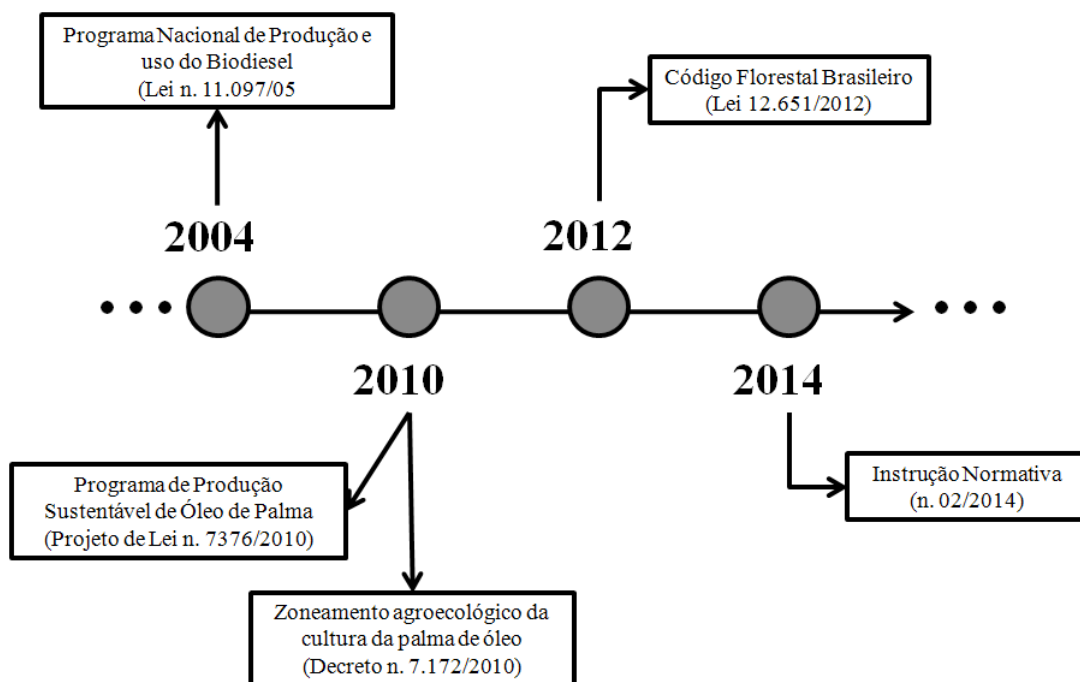 Programa Nacional de Produção e
uso do Biodiesel
(Lei n. 11.097/05
Código Florestal Brasileiro
(Lei 12.651/2012)
2004
2012
2010
2014
Programa de Produção
Sustentável de Óleo de Palma
(Projeto de Lei n. 7376/2010)
Instrução Normativa
(n. 02/2014)
Zoneamento agroecológico da
cultura da palma de óleo
(Decreto n. 7.172/2010)